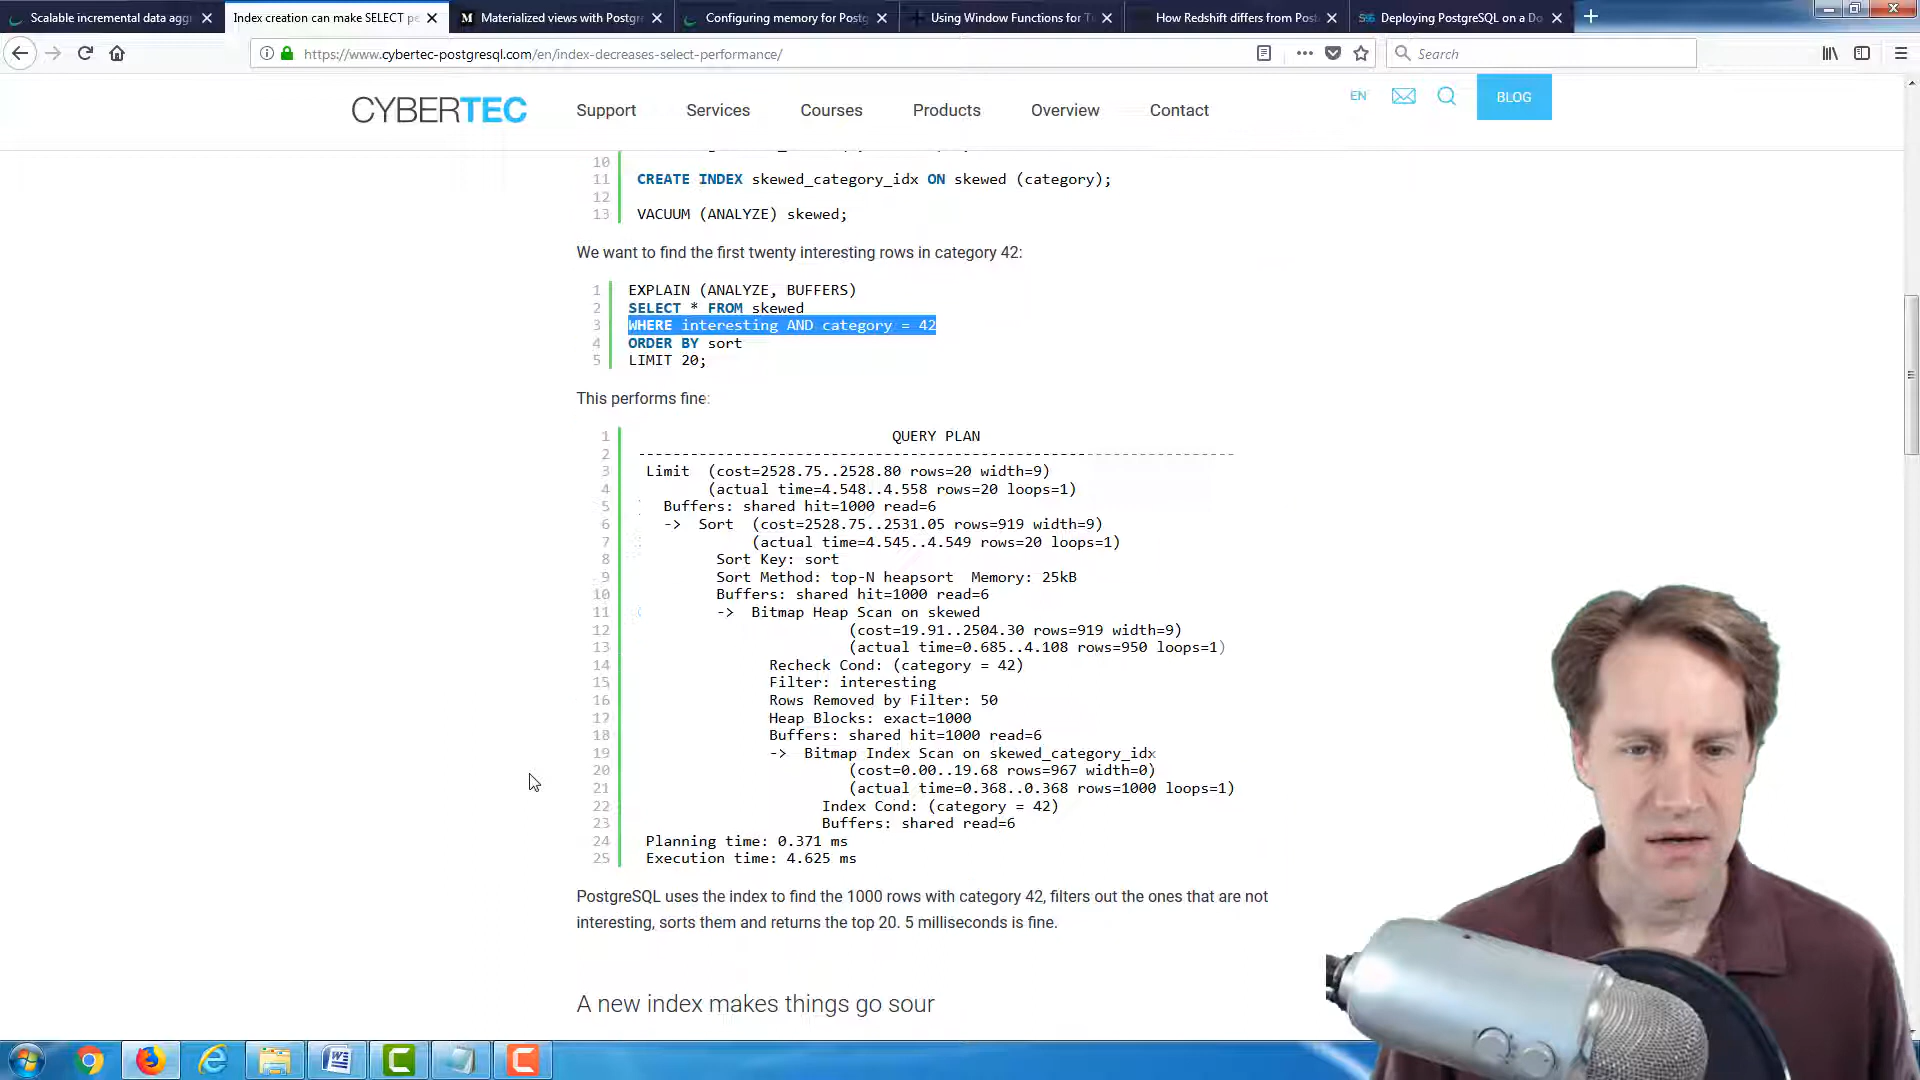 Scalable incremental data agg
Index creation can make SELECT pe
Materialized views with Postgr
Configuring memory for Postg
Using Window Functions for T
How Redshift differs from Post
Deploying PostgreSQL on a Do
https://www.cybertec-postgresql.com/en/index-decreases-select-performance/
Search
CYBERTEC
Support
Services
Courses
Products
Overview
Contact
EN
BLOG
10
11 CREATE INDEX skewed_category_idx ON skewed (category);
12
13 VACUUM (ANALYZE) skewed;
We want to find the first twenty interesting rows in category 42:
1 EXPLAIN (ANALYZE, BUFFERS)
2 SELECT * FROM skewed
3 WHERE interesting AND category = 42
4 ORDER BY sort
5 LIMIT 20;
This performs fine:
1 QUERY PLAN
2 --------------------------------------------------------------------
3 Limit (cost=2528.75..2528.80 rows=20 width=9)
4 (actual time=4.548..4.558 rows=20 loops=1)
5 Buffers: shared hit=1000 read=6
6 -> Sort (cost=2528.75..2531.05 rows=919 width=9)
7 (actual time=4.545..4.549 rows=20 loops=1)
8 Sort Key: sort
9 Sort Method: top-N heapsort Memory: 25kB
10 Buffers: shared hit=1000 read=6
11 -> Bitmap Heap Scan on skewed
12 (cost=19.91..2504.30 rows=919 width=9)
13 (actual time=0.685..4.108 rows=950 loops=1)
14 Recheck Cond: (category = 42)
15 Filter: interesting
16 Rows Removed by Filter: 50
17 Heap Blocks: exact=1000
18 Buffers: shared hit=1000 read=6
19 -> Bitmap Index Scan on skewed_category_idx
20 (cost=0.00..19.68 rows=967 width=0)
21 (actual time=0.368..0.368 rows=1000 loops=1)
22 Index Cond: (category = 42)
23 Buffers: shared read=6
24 Planning time: 0.371 ms
25 Execution time: 4.625 ms
PostgreSQL uses the index to find the 1000 rows with category 42, filters out the ones that are not
interesting, sorts them and returns the top 20. 5 milliseconds is fine.
A new index makes things go sour